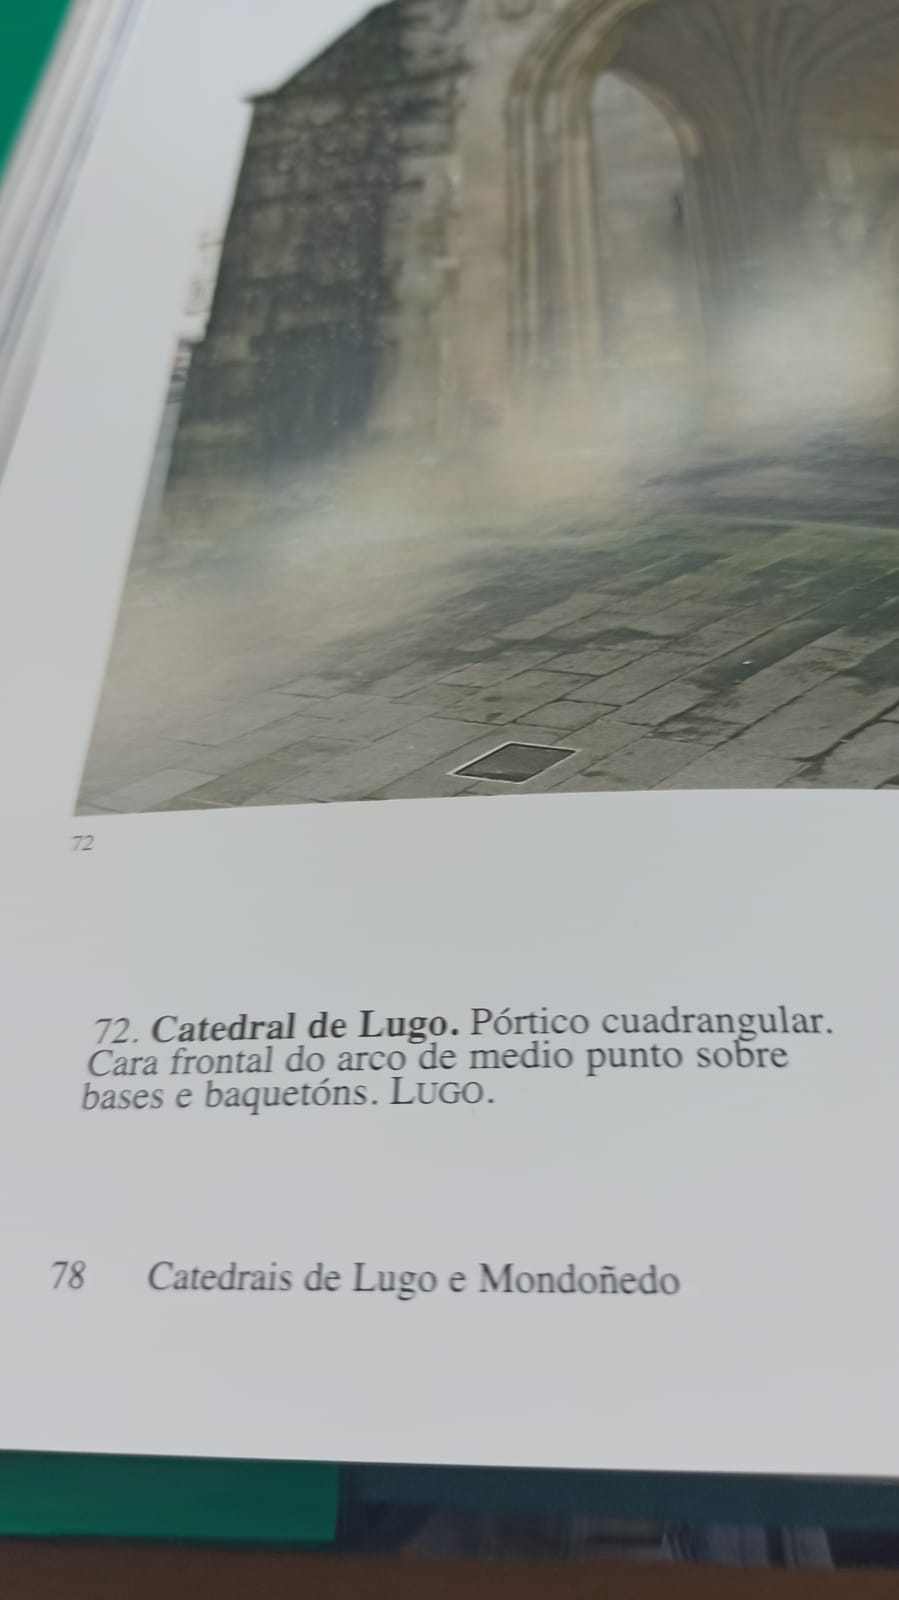 72
72. Catedral de Lugo. Pórtico cuadrangular.
Cara frontal do arco de medio punto sobre
bases e baquetóns. LUGO.
78 Catedrais de Lugo e Mondoñedo